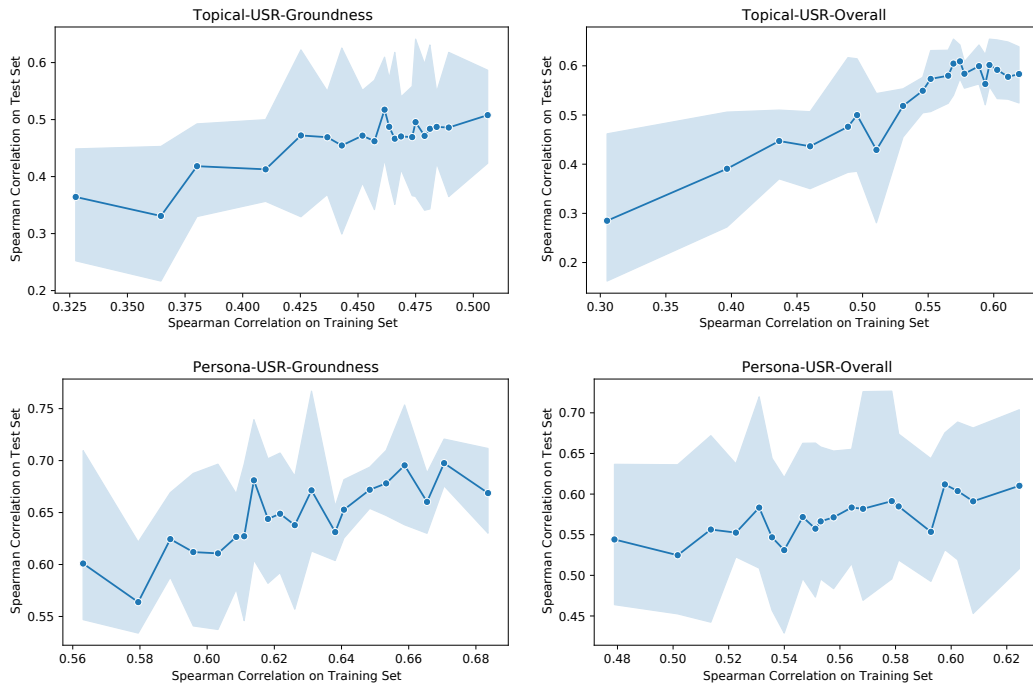 Topical-USR-Groundness
Spearman Correlation on Test Set
0.6
0.5
0.4
0.3
0.2
0.325 0.350 0.375 0.400 0.425 0.450 0.475 0.500
Spearman Correlation on Training Set
Topical-USR-Overall
Spearman Correlation on Test Set
0.6
0.5
0.4
0.3
0.2
0.30 0.35 0.40 0.45 0.50 0.55 0.60
Spearman Correlation on Training Set
Persona-USR-Groundness
Spearman Correlation on Test Set
0.75
0.70
0.65
0.60
0.55
0.56 0.58 0.60 0.62 0.64 0.66 0.68
Spearman Correlation on Training Set
Persona-USR-Overall
Spearman Correlation on Test Set
0.70
0.65
0.60
0.55
0.50
0.45
0.48 0.50 0.52 0.54 0.56 0.58 0.60 0.62
Spearman Correlation on Training Set